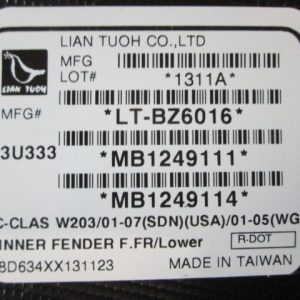 LIAN TUOH CO.,LTD
MFG
LOT# *1311A*
LIAN TUOH
MFG# *LT-BZ6016*
3U333 *MB1249111*
*MB1249114*
C-CLAS W203/01-07(SDN)(USA)/01-05(WG
INNER FENDER F.FR/Lower R-DOT
8D634XX131123 MADE IN TAIWAN